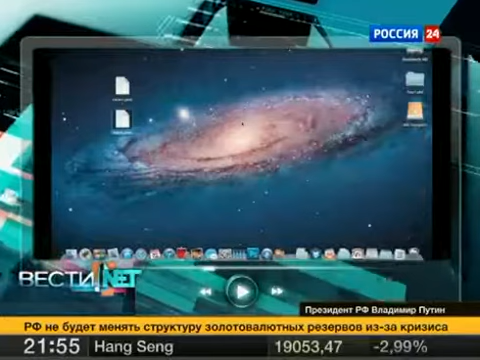 РОССИЯ 24
ВЕСТИ.NET
Президент РФ Владимир Путин
РФ не будет менять структуру золотовалютных резервов из-за кризиса
21:55 Hang Seng 19053,47 -2,99%